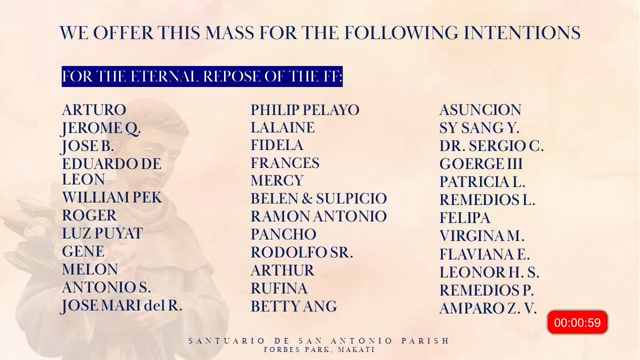 WE OFFER THIS MASS FOR THE FOLLOWING INTENTIONS
FOR THE ETERNAL REPOSE OF THE FF:
ARTURO
JEROME Q.
JOSE B.
EDUARDO DE
LEON
WILLIAM PEK
ROGER
LUZ PUYAT
GENE
MELON
ANTONIO S.
JOSE MARI del R.
PHILIP PELAYO
LALAINE
FIDELA
FRANCES
MERCY
BELEN & SULPICIO
RAMON ANTONIO
PANCHO
RODOLFO SR.
ARTHUR
RUFINA
BETTY ANG
ASUNCION
SY SANG Y.
DR. SERGIO C.
GOERGE III
PATRICIA L.
REMEDIOS L.
FELIPA
VIRGINA M.
FLAVIANA E.
LEONOR H. S.
REMEDIOS P.
AMPARO Z. V.
00:00:59
SANTUARIO DE SAN ANTONIO PARISH
FORBES PARK, MAKATI